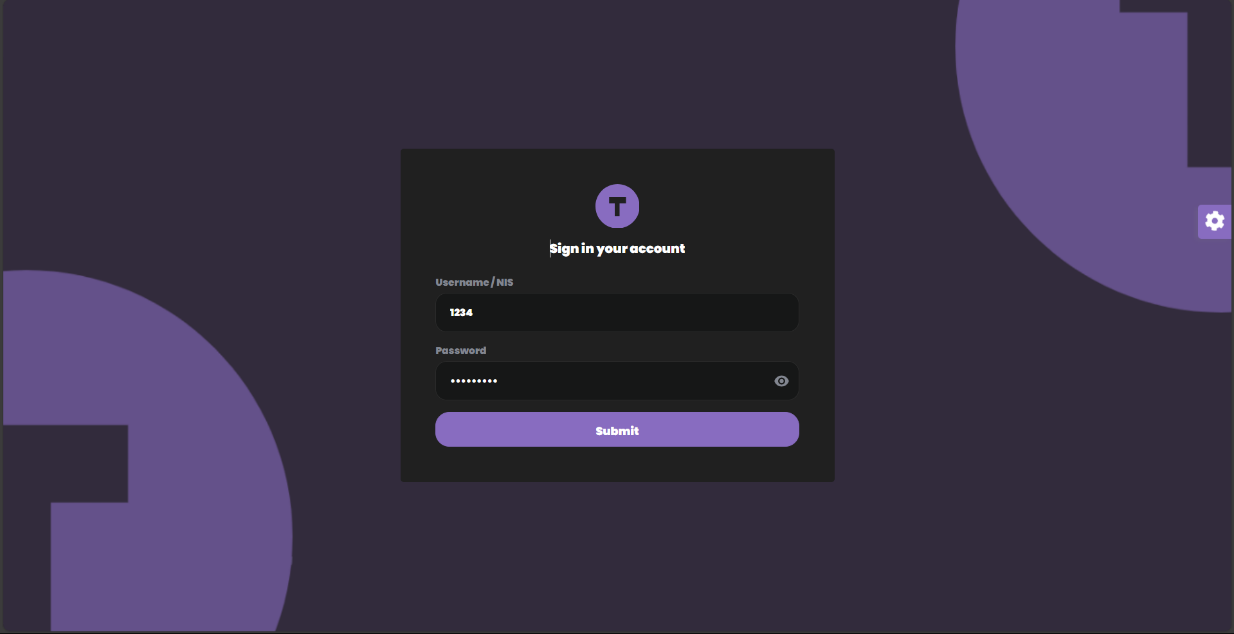 T
Sign in your account
Username / NIS
1234
Password
•••••••••
Submit